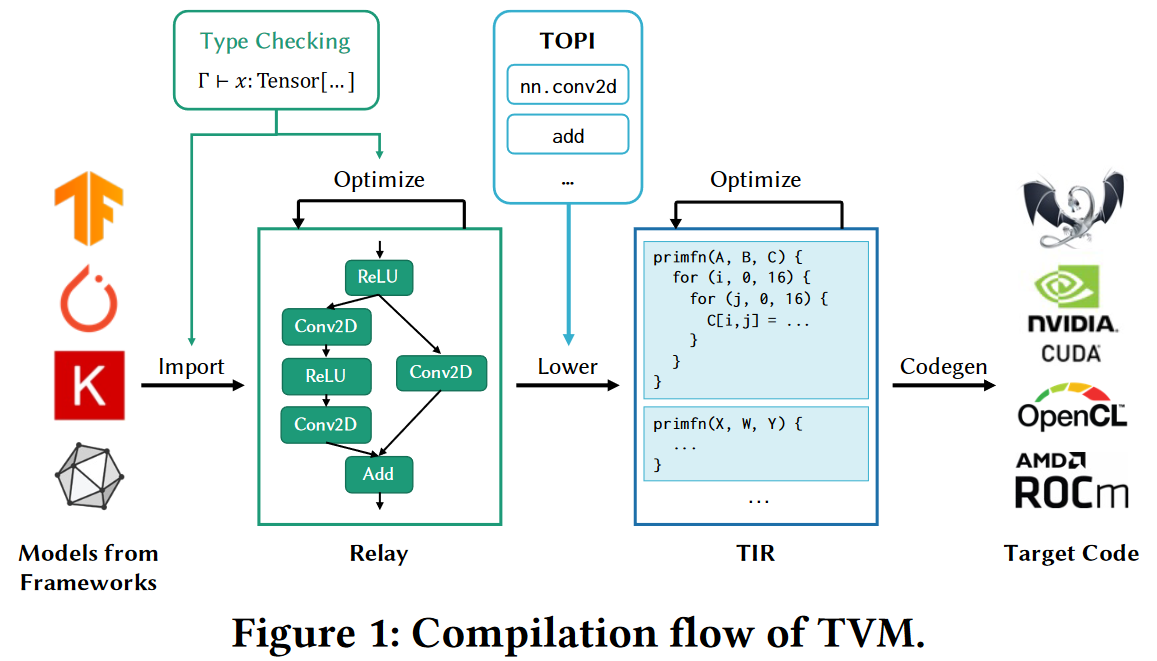 Type Checking
Γ ⊢ x: Tensor[…]
TOPI
nn.conv2d
add
…
Optimize
Optimize
ReLU
Conv2D
ReLU
Conv2D
Conv2D
Add
primfn(A, B, C) {
for (i, 0, 16) {
for (j, 0, 16) {
C[i,j] = ...
}
}
}
primfn(X, W, Y) {
...
}
…
K
Import
Lower
Codegen
NVIDIA.
CUDA
OpenCL
AMD
ROCm
Models from
Frameworks
Relay
TIR
Target Code
Figure 1: Compilation flow of TVM.